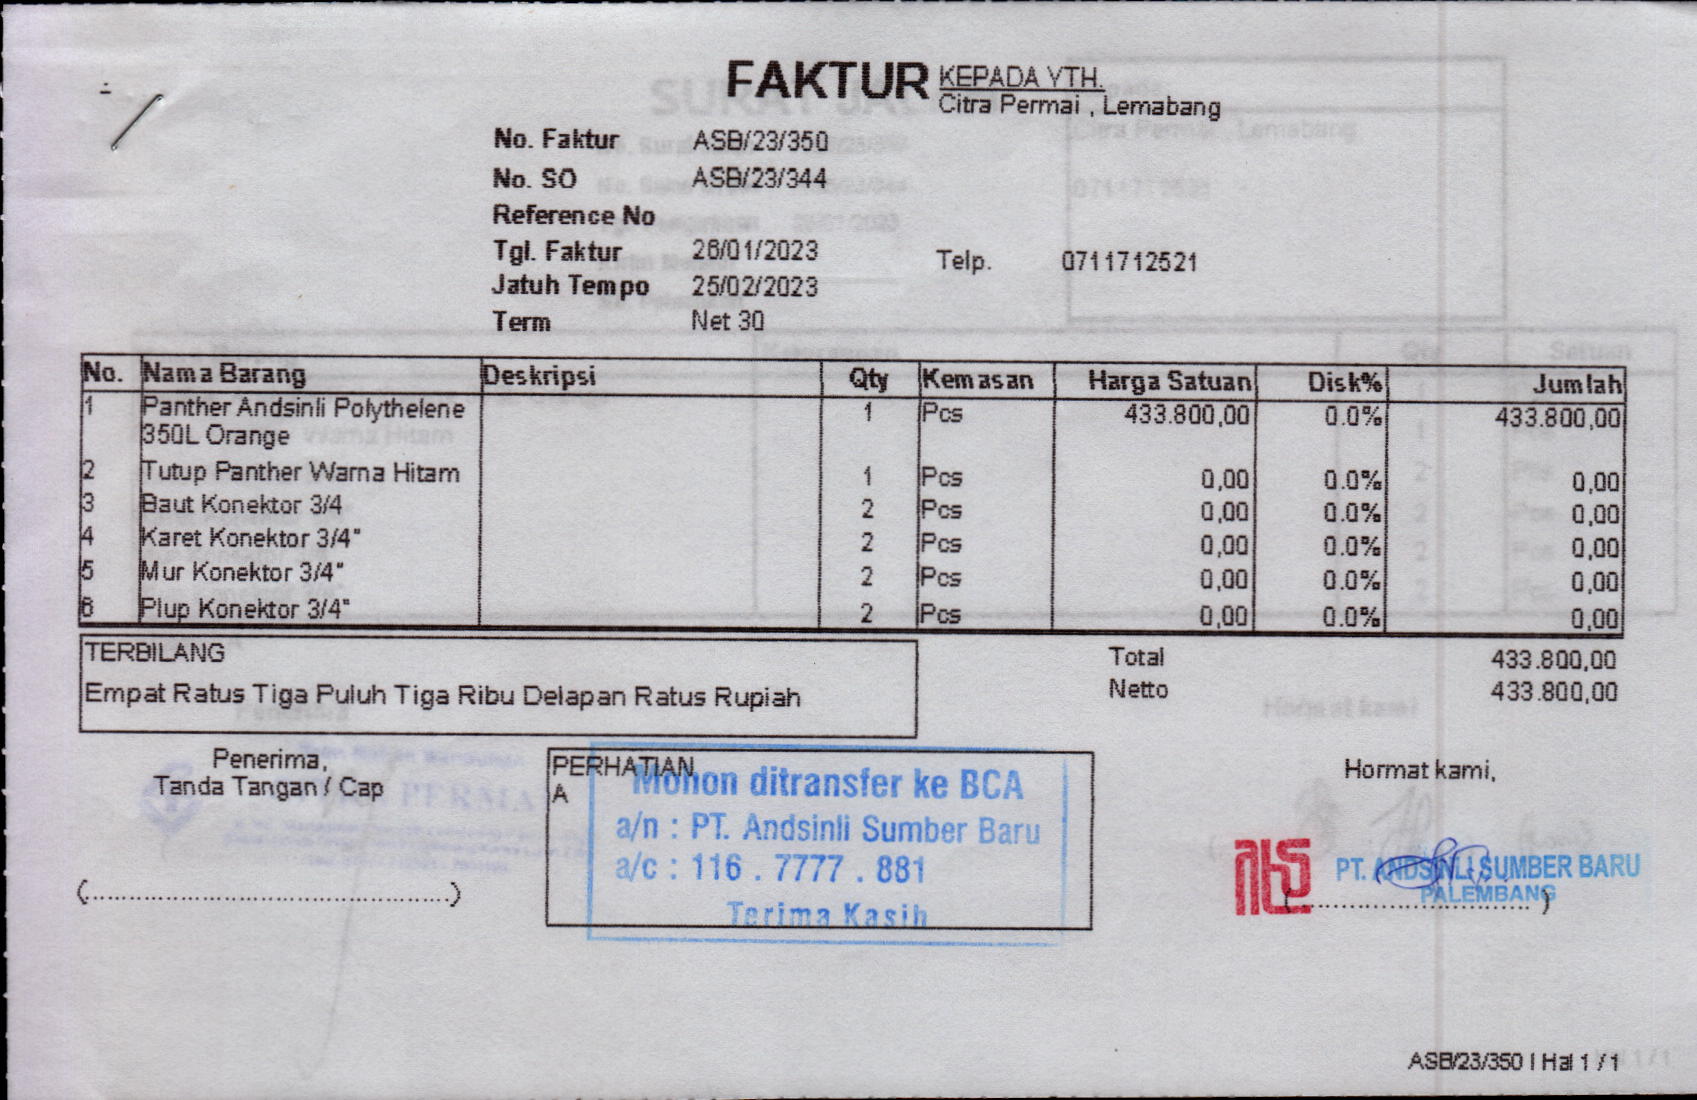 FAKTUR
KEPADA YTH.
Citra Permai , Lemabang
No. Faktur ASB/23/350
No. SO ASB/23/344
Reference No
Tgl. Faktur 26/01/2023
Telp. 0711712521
Jatuh Tempo 25/02/2023
Term Net 30
No. Nama Barang Deskripsi Qty Kemasan Harga Satuan Disk% Jumlah
1 Panther Andsinli Polythelene 1 Pcs 433.800,00 0.0% 433.800,00
350L Orange
2 Tutup Panther Warna Hitam 1 Pcs 0,00 0.0% 0,00
3 Baut Konektor 3/4 2 Pcs 0,00 0.0% 0,00
4 Karet Konektor 3/4" 2 Pcs 0,00 0.0% 0,00
5 Mur Konektor 3/4" 2 Pcs 0,00 0.0% 0,00
6 Plup Konektor 3/4" 2 Pcs 0,00 0.0% 0,00
TERBILANG
Empat Ratus Tiga Puluh Tiga Ribu Delapan Ratus Rupiah
Total 433.800,00
Netto 433.800,00
Penerima,
Tanda Tangan / Cap
(...............................................)
PERHATIAN
A
Mohon ditransfer ke BCA
a/n : PT. Andsinli Sumber Baru
a/c : 116 . 7777 . 881
Terima Kasih
Hormat kami,
PT. ANDSINLI SUMBER BARU
PALEMBANG
(...............................)
ASB/23/350 | Hal 1 / 1